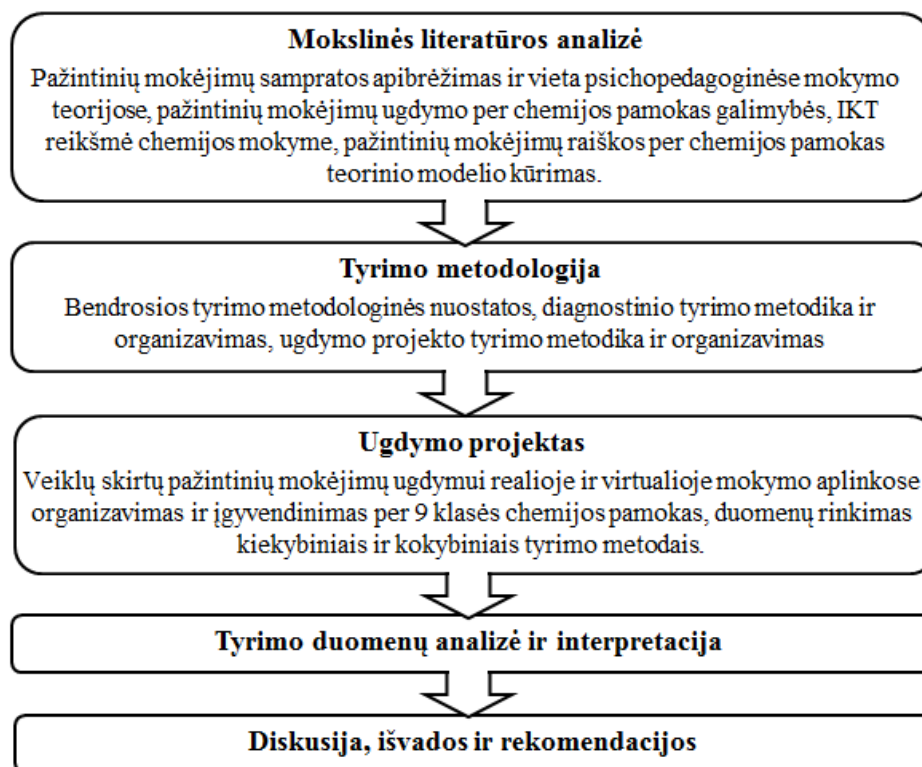 Mokslinės literatūros analizė
Pažintinių mokėjimų sampratos apibrėžimas ir vieta psichopedagoginėse mokymo
teorijose, pažintinių mokėjimų ugdymo per chemijos pamokas galimybės, IKT
reikšmė chemijos mokyme, pažintinių mokėjimų raiškos per chemijos pamokas
teorinio modelio kūrimas.
Tyrimo metodologija
Bendrosios tyrimo metodologinės nuostatos, diagnostinio tyrimo metodika ir
organizavimas, ugdymo projekto tyrimo metodika ir organizavimas
Ugdymo projektas
Veiklų skirtų pažintinių mokėjimų ugdymui realioje ir virtualioje mokymo aplinkose
organizavimas ir įgyvendinimas per 9 klasės chemijos pamokas, duomenų rinkimas
kiekybiniais ir kokybiniais tyrimo metodais.
Tyrimo duomenų analizė ir interpretacija
Diskusija, išvados ir rekomendacijos